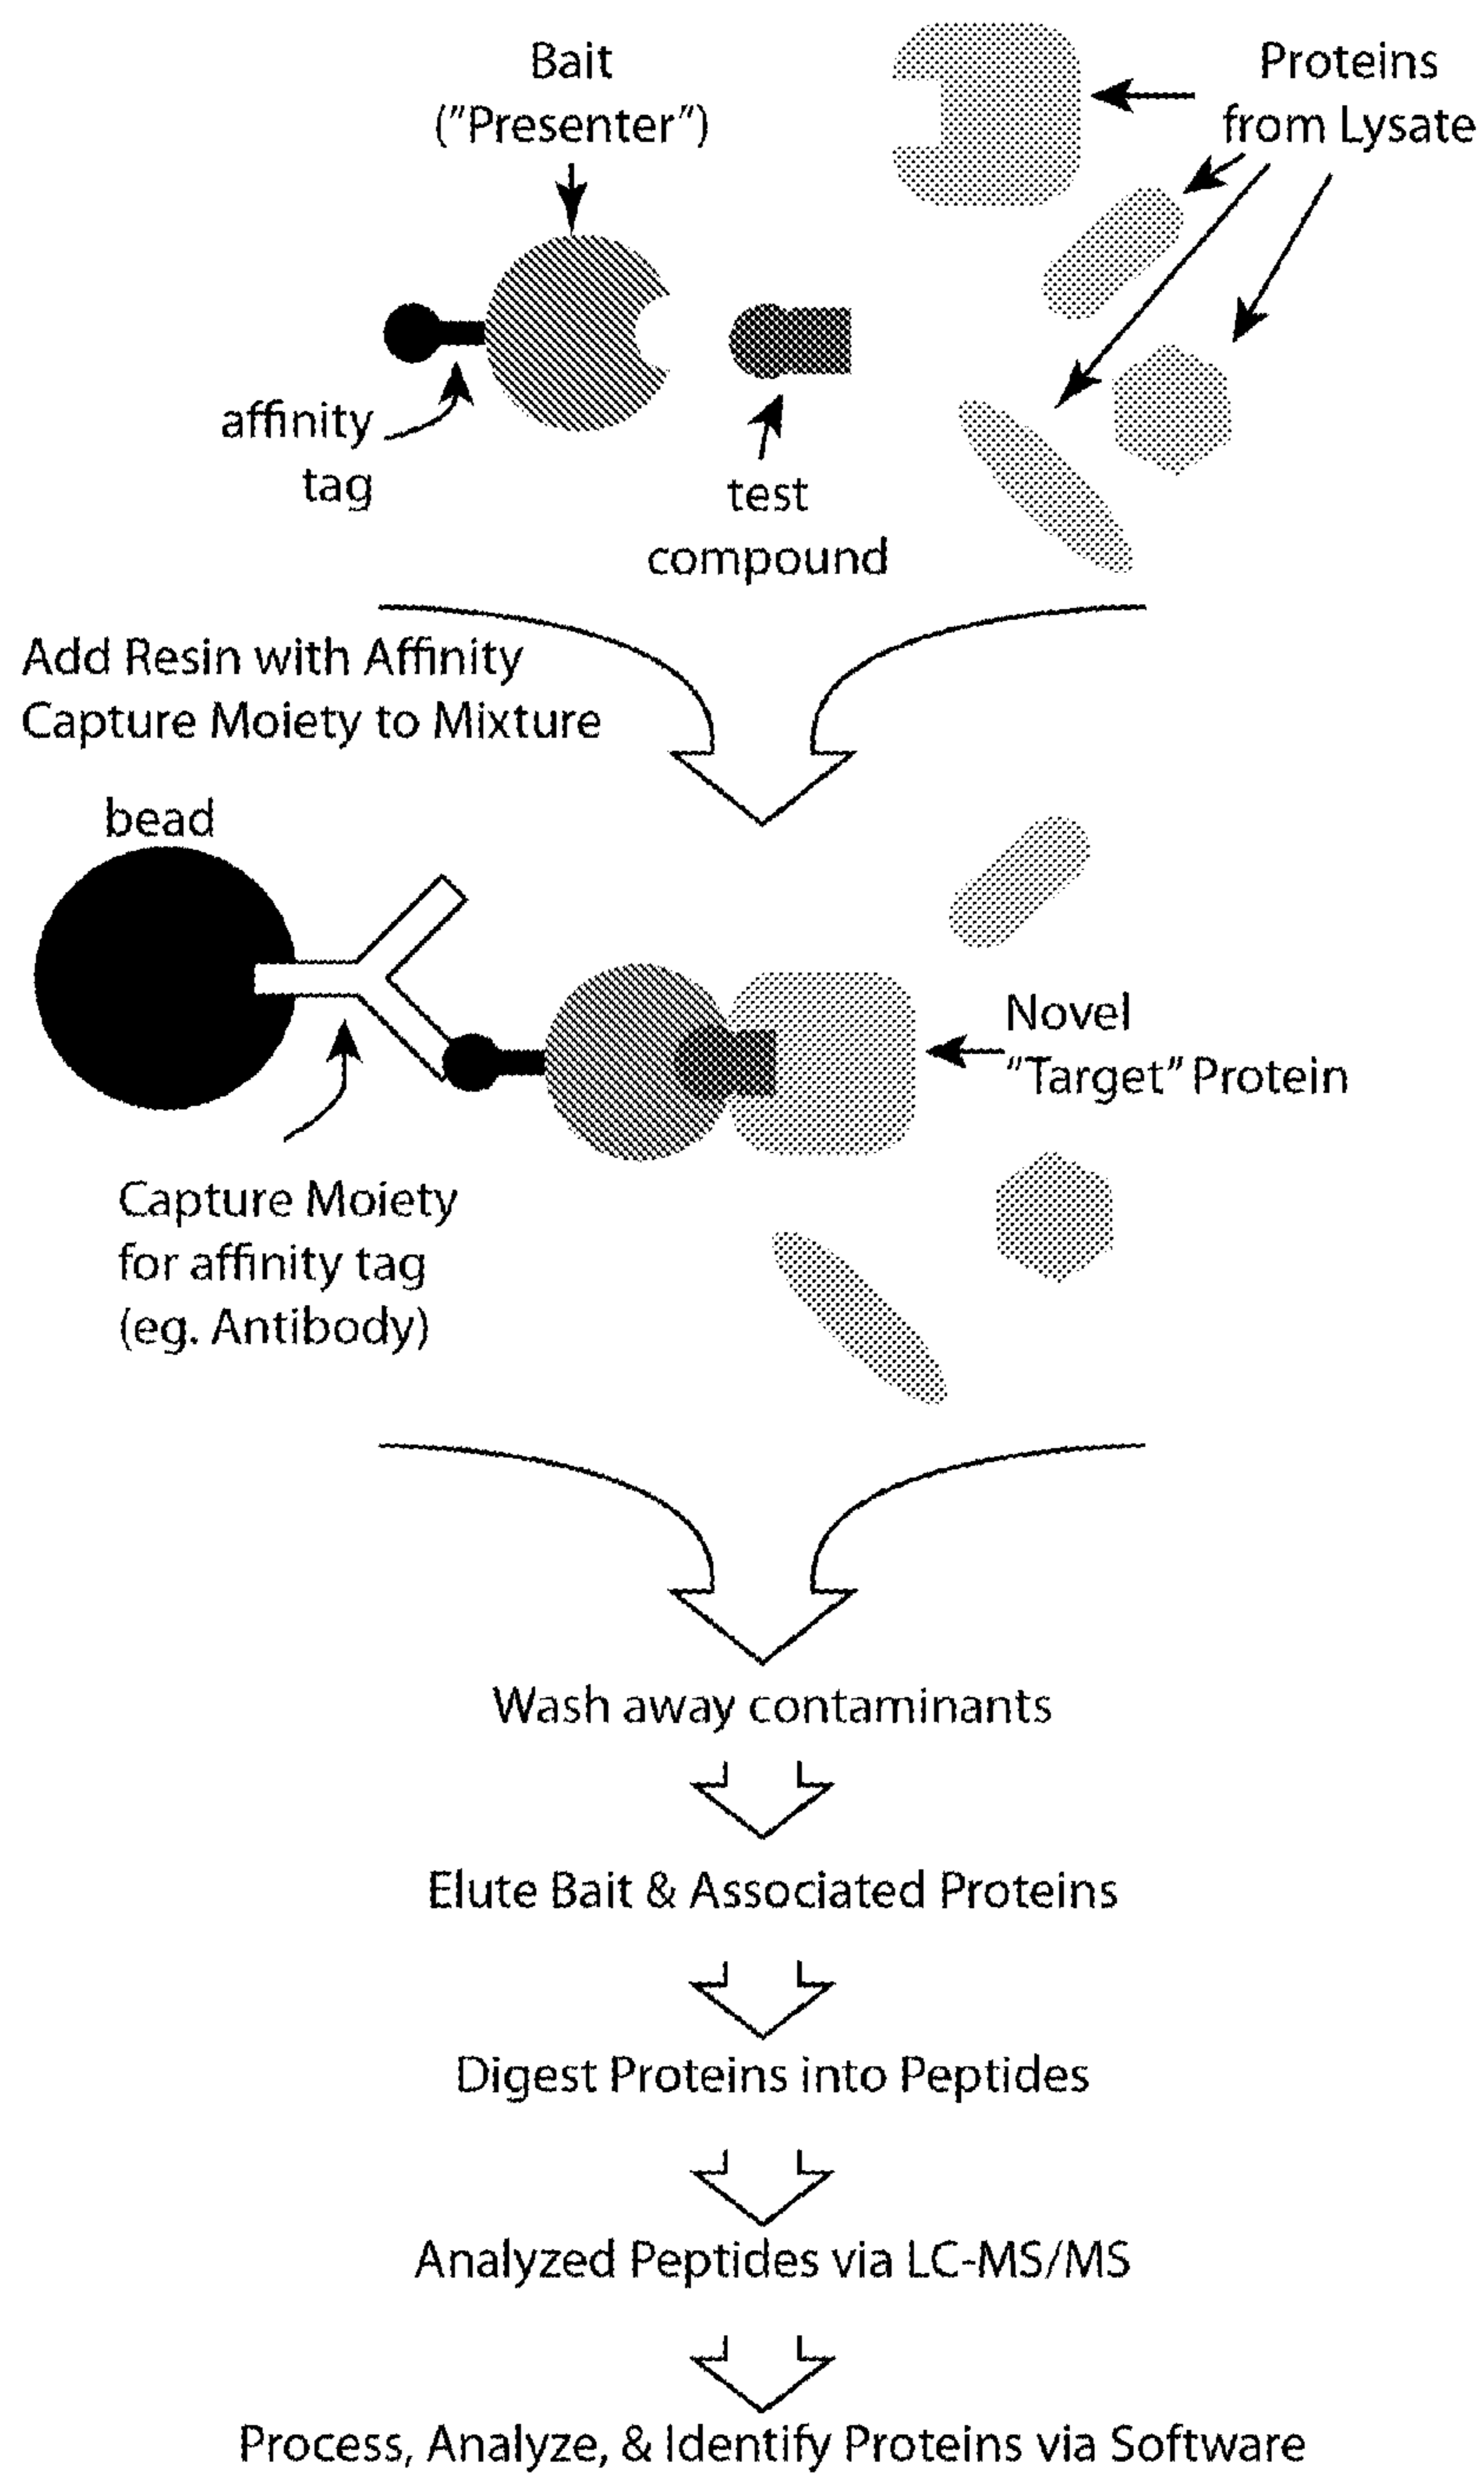 Bait
("Presenter")
Proteins
from Lysate
affinity
tag
test
compound
Add Resin with Affinity
Capture Moiety to Mixture
bead
Novel
"Target" Protein
Capture Moiety
for affinity tag
(eg. Antibody)
Wash away contaminants
Elute Bait & Associated Proteins
Digest Proteins into Peptides
Analyzed Peptides via LC-MS/MS
Process, Analyze, & Identify Proteins via Software